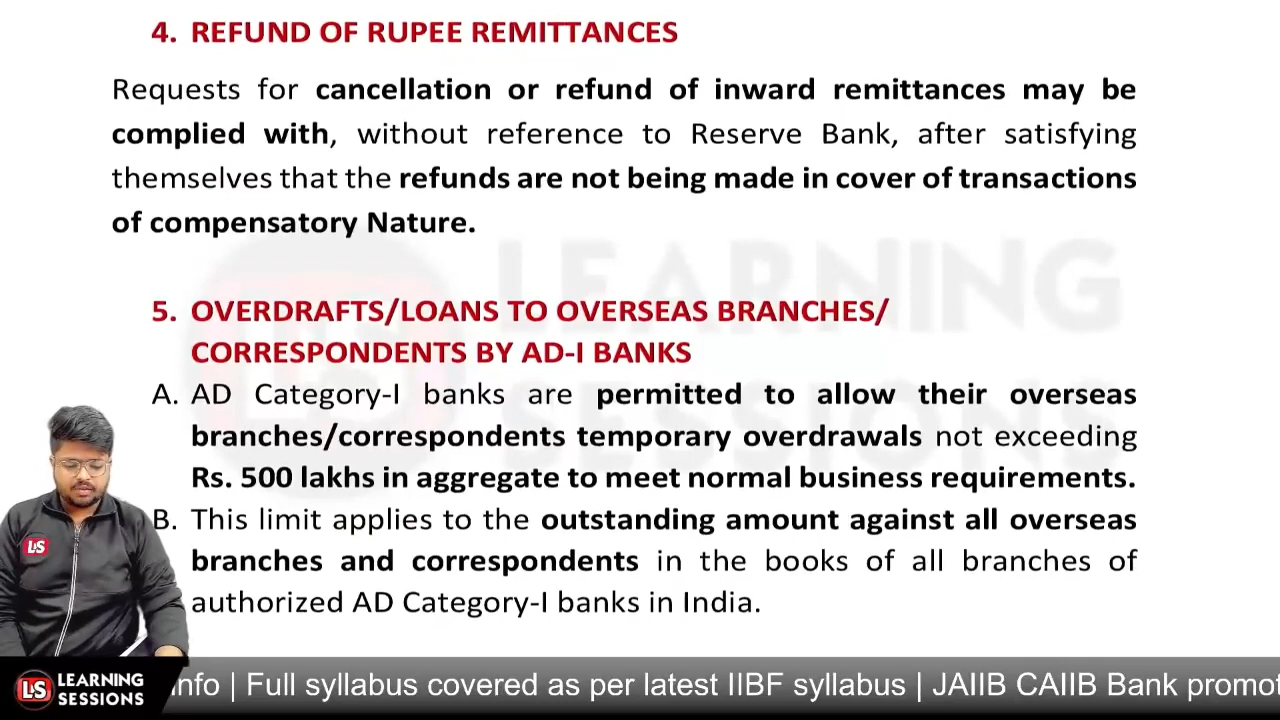 4. REFUND OF RUPEE REMITTANCES
Requests for cancellation or refund of inward remittances may be
complied with, without reference to Reserve Bank, after satisfying
themselves that the refunds are not being made in cover of transactions
of compensatory Nature.
LEARNING
SESSIONS
5. OVERDRAFTS/LOANS TO OVERSEAS BRANCHES/
CORRESPONDENTS BY AD-I BANKS
A. AD Category-I banks are permitted to allow their overseas
branches/correspondents temporary overdrawals not exceeding
Rs. 500 lakhs in aggregate to meet normal business requirements.
B. This limit applies to the outstanding amount against all overseas
branches and correspondents in the books of all branches of
authorized AD Category-I banks in India.
LS
LS LEARNING
SESSIONS
info | Full syllabus covered as per latest IIBF syllabus | JAIIB CAIIB Bank promot